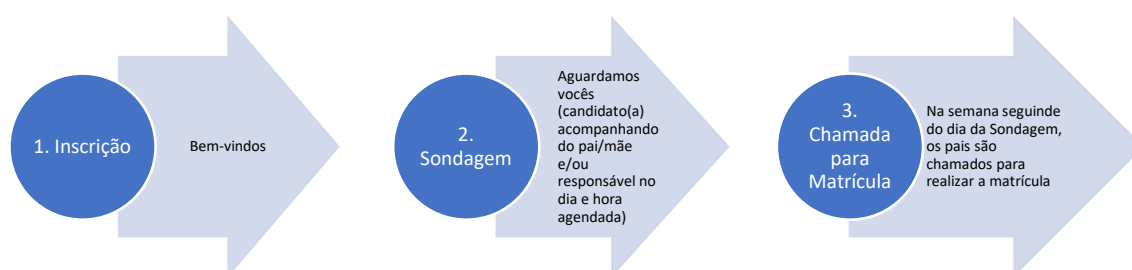 1. Inscrição
Bem-vindos
2.
Sondagem
Aguardamos
vocês
(candidato(a)
acompanhando
do pai/mãe
e/ou
responsável no
dia e hora
agendada)
3.
Chamada
para
Matrícula
Na semana seguinde
do dia da Sondagem,
os pais são
chamados para
realizar a matrícula